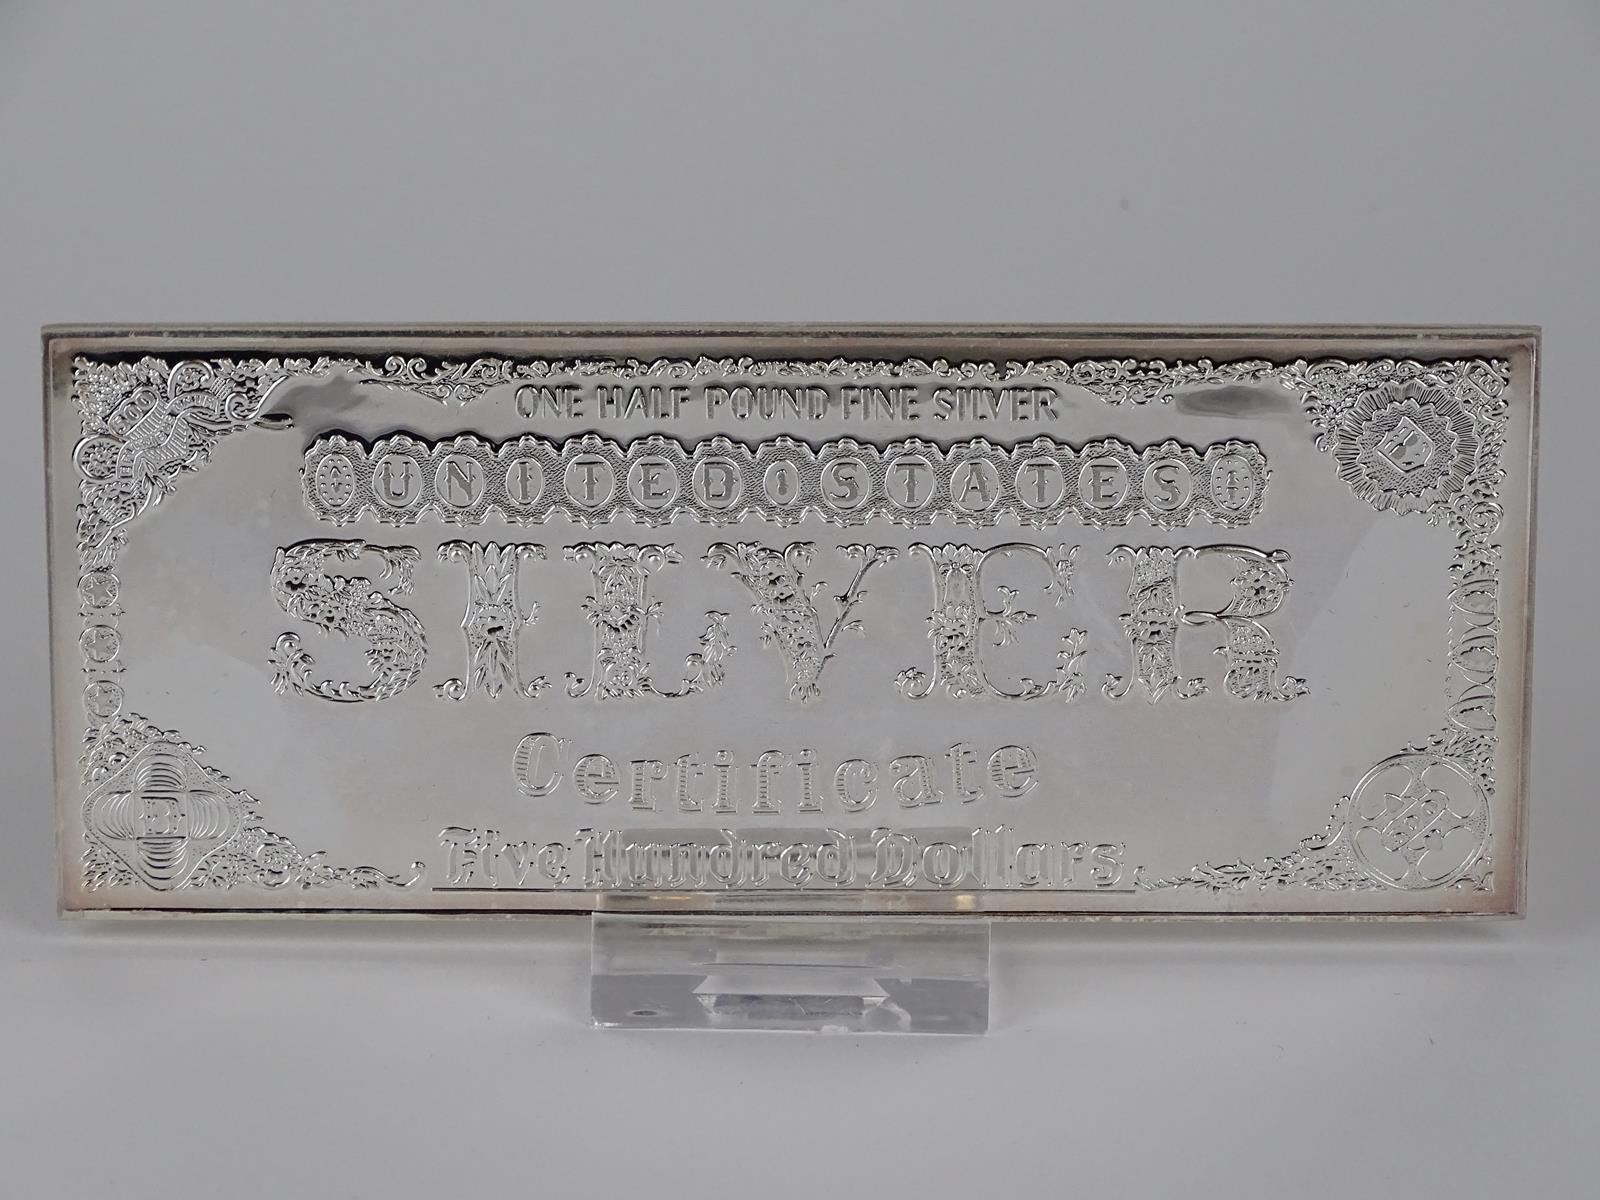 ONE HALF POUND FINE SILVER
UNITED STATES
SILVER
Certificate
Five Hundred Dollars
B